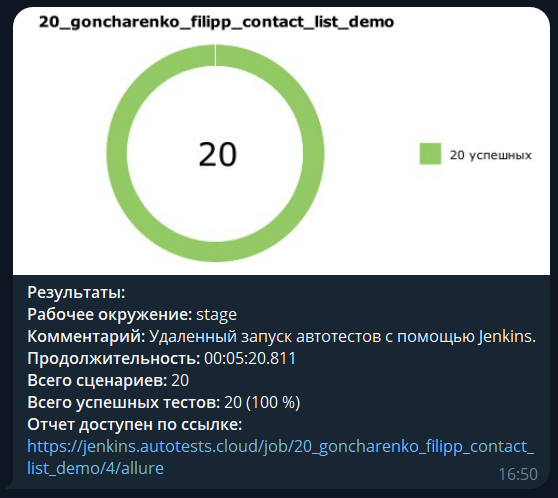 20_goncharenko_filipp_contact_list_demo
20
20 успешных
Результаты:
Рабочее окружение: stage
Комментарий: Удаленный запуск автотестов с помощью Jenkins.
Продолжительность: 00:05:20.811
Всего сценариев: 20
Всего успешных тестов: 20 (100 %)
Отчет доступен по ссылке:
https://jenkins.autotests.cloud/job/20_goncharenko_filipp_contact_
list_demo/4/allure
16:50